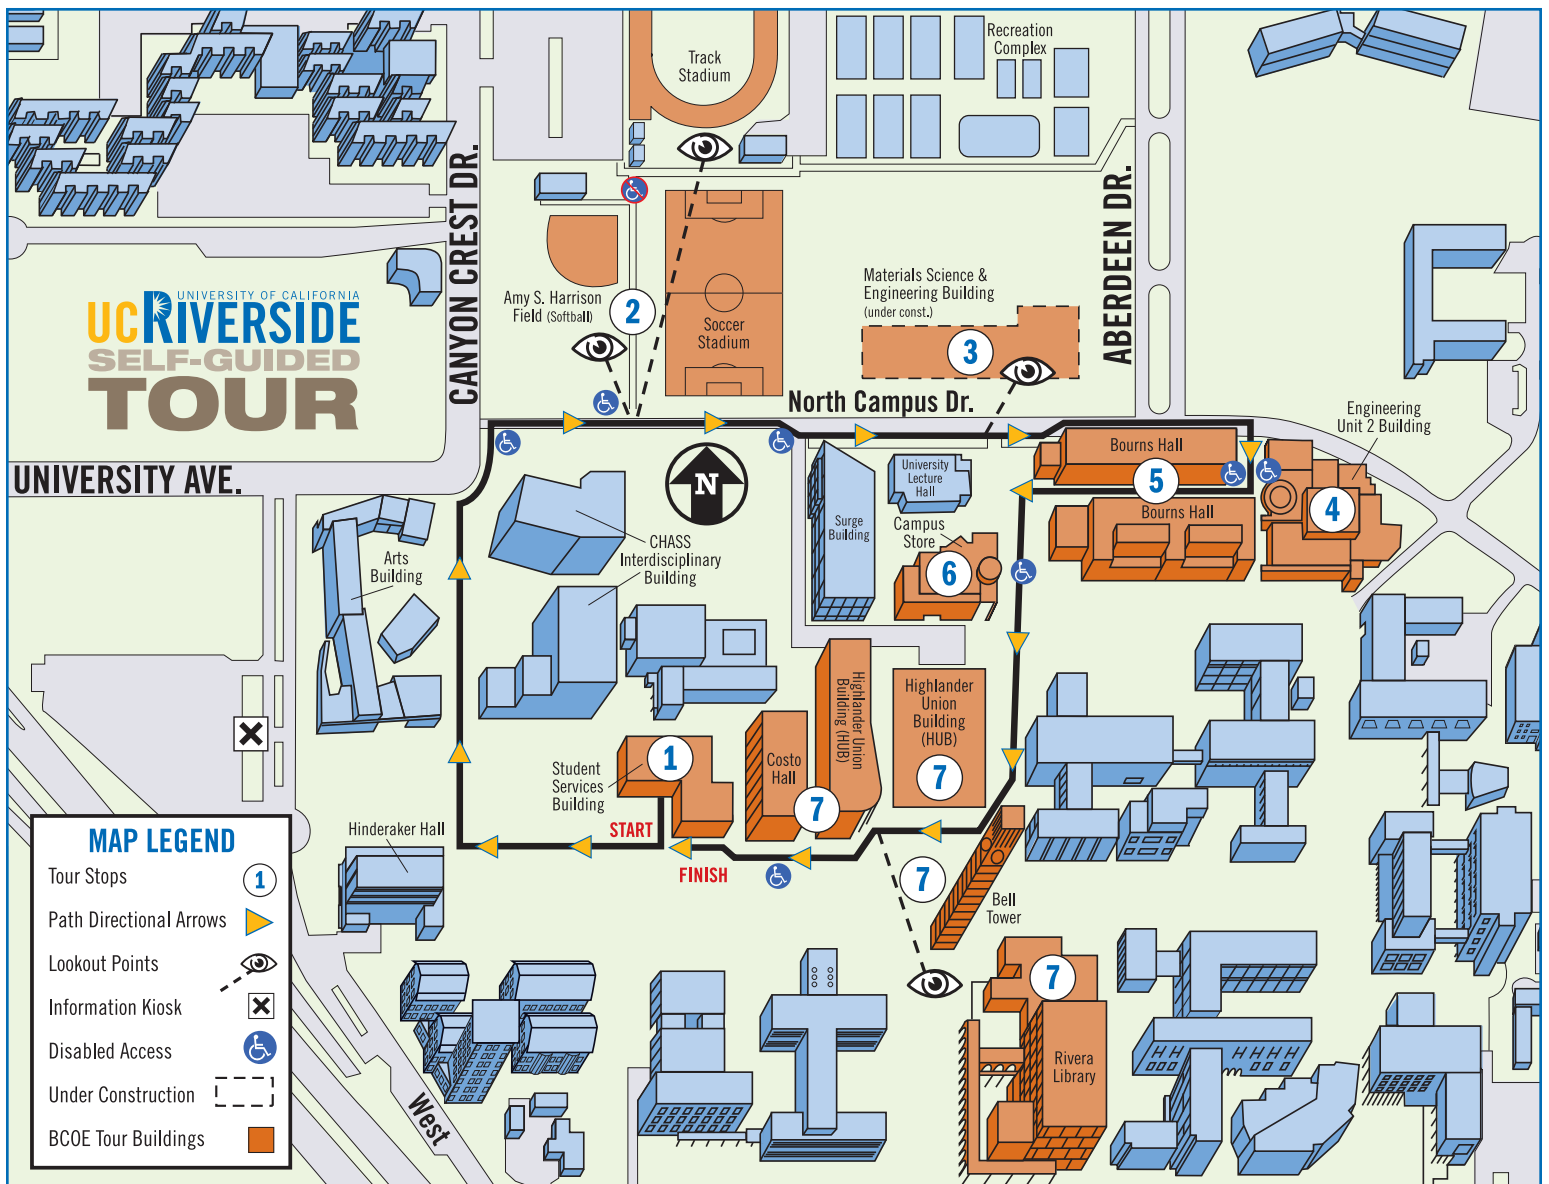 Track
Stadium
Recreation
Complex
CANYON CREST DR.
ABERDEEN DR.
UNIVERSITY OF CALIFORNIA
UCRIVERSIDE
SELF-GUIDED
TOUR
Amy S. Harrison
Field (Softball)
2
Soccer
Stadium
Materials Science &
Engineering Building
(under const.)
3
North Campus Dr.
UNIVERSITY AVE.
N
Engineering
Unit 2 Building
4
Bourns Hall
5
Bourns Hall
University
Lecture
Hall
Surge
Building
Campus
Store
6
CHASS
Interdisciplinary
Building
Arts
Building
Highlander Union
Building (HUB)
Highlander
Union
Building
(HUB)
7
Costo
Hall
7
1
Student
Services
Building
START
FINISH
7
Bell
Tower
7
Rivera
Library
Hinderaker Hall
West
MAP LEGEND
Tour Stops
1
Path Directional Arrows
Lookout Points
Information Kiosk
Disabled Access
Under Construction
BCOE Tour Buildings